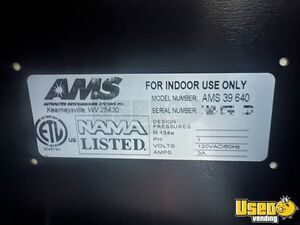 AMS
AUTOMATED MERCHANDISING SYSTEMS INC.
Kearneysville, WV 25430
FOR INDOOR USE ONLY
MODEL NUMBER: AMS 39 640
SERIAL NUMBER:
ETL
US
NAMA
LISTED
DESIGN
PRESSURES
R 134a
PH 1
VOLTS 120VAC/60Hz
AMPS 3A
Used
vending